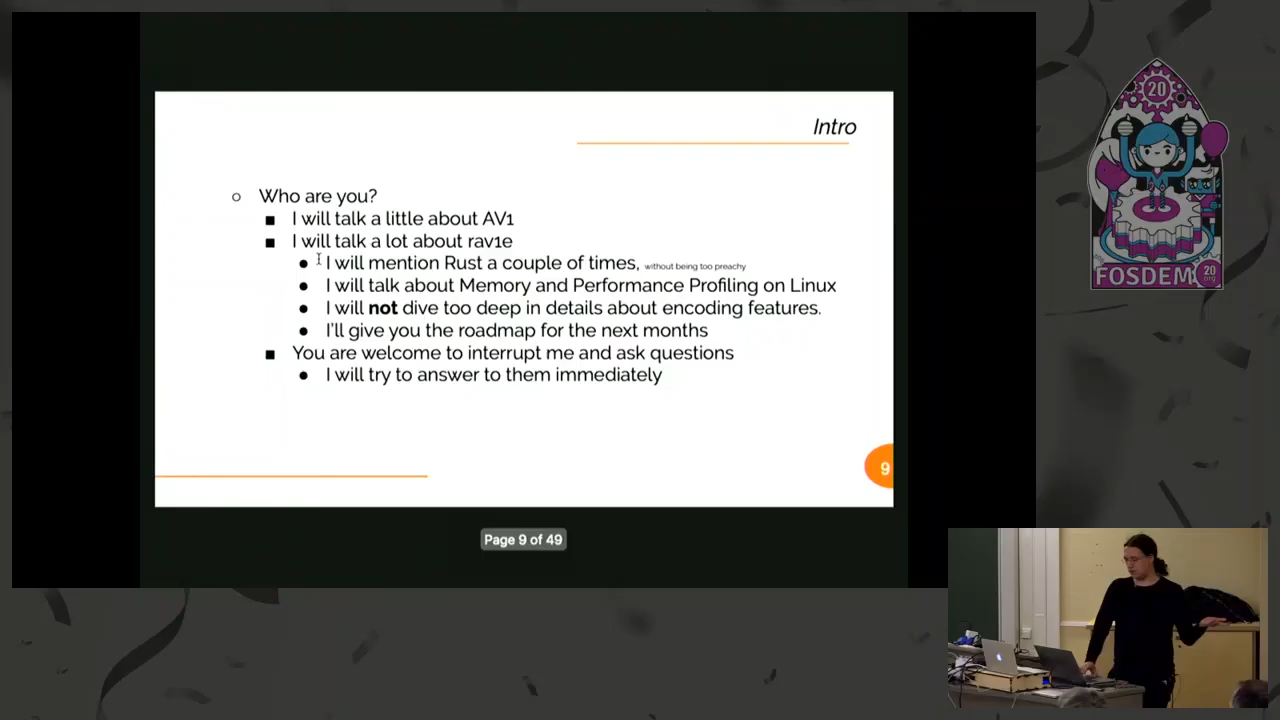 Intro
Who are you?
I will talk a little about AV1
I will talk a lot about rav1e
I will mention Rust a couple of times, without being too preachy
I will talk about Memory and Performance Profiling on Linux
I will not dive too deep in details about encoding features.
I'll give you the roadmap for the next months
You are welcome to interrupt me and ask questions
I will try to answer to them immediately
9
Page 9 of 49
20
FOSDEM
20
.org